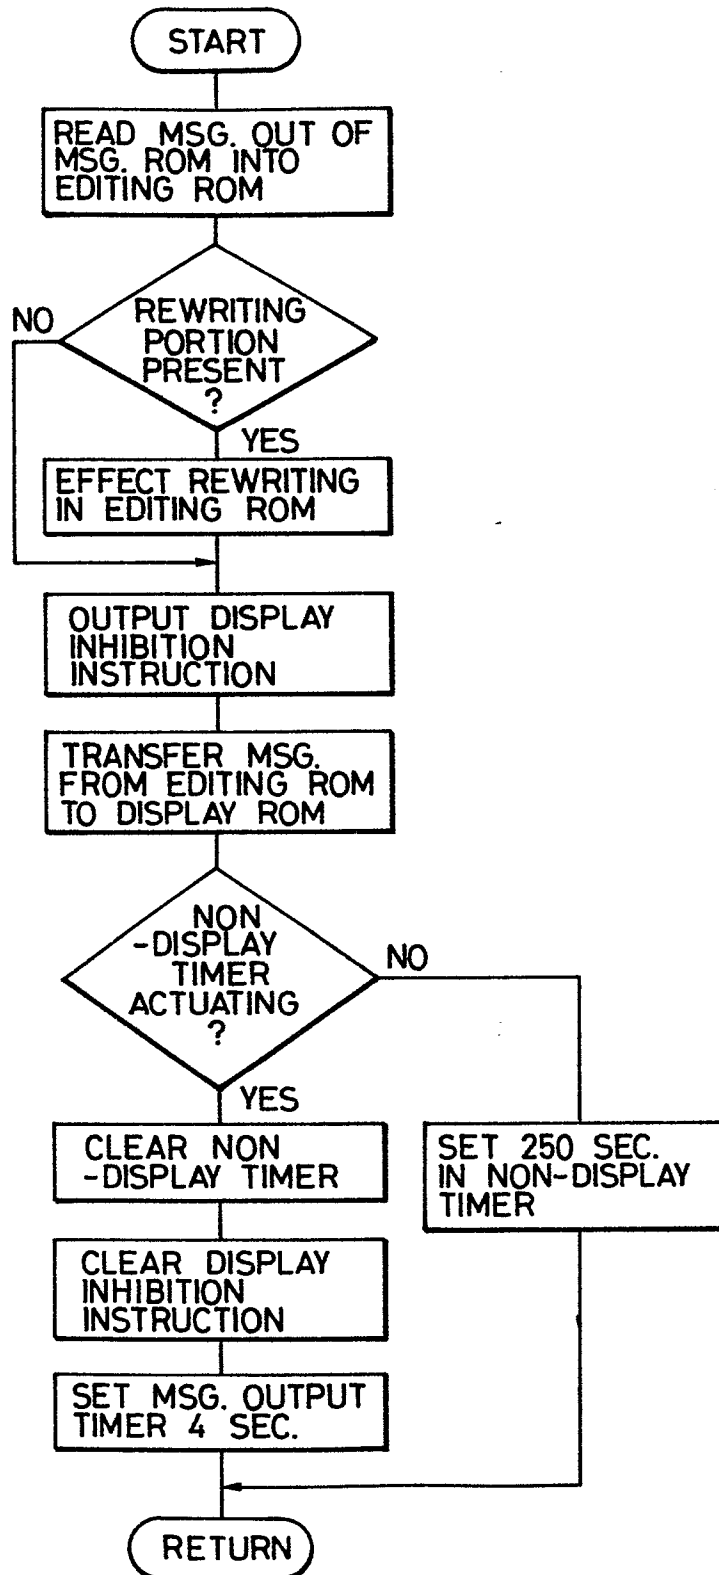 START
READ MSG. OUT OF
MSG. ROM INTO
EDITING ROM
REWRITING
PORTION
PRESENT
?
NO
YES
EFFECT REWRITING
IN EDITING ROM
OUTPUT DISPLAY
INHIBITION
INSTRUCTION
TRANSFER MSG.
FROM EDITING ROM
TO DISPLAY ROM
NON
-DISPLAY
TIMER
ACTUATING
?
NO
YES
CLEAR NON
-DISPLAY TIMER
SET 250 SEC.
IN NON-DISPLAY
TIMER
CLEAR DISPLAY
INHIBITION
INSTRUCTION
SET MSG. OUTPUT
TIMER 4 SEC.
RETURN